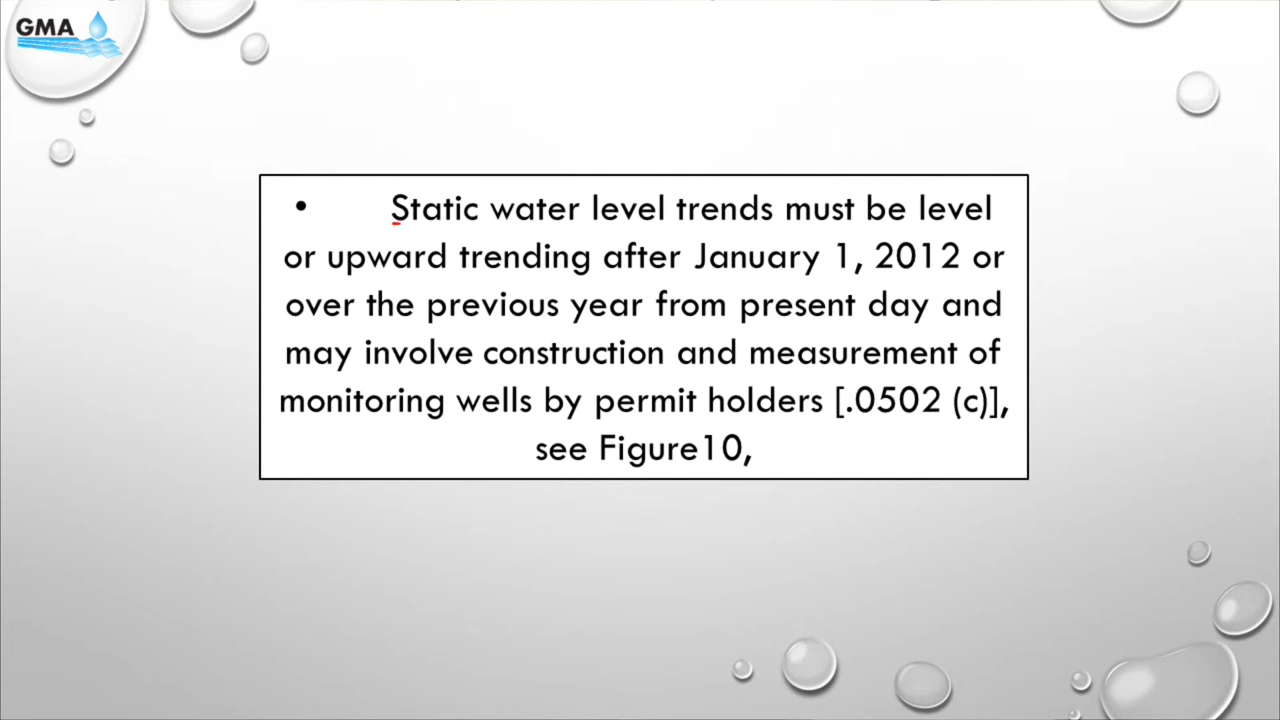 GMA
• Static water level trends must be level
or upward trending after January 1, 2012 or
over the previous year from present day and
may involve construction and measurement of
monitoring wells by permit holders [.0502 (c)],
see Figure10,